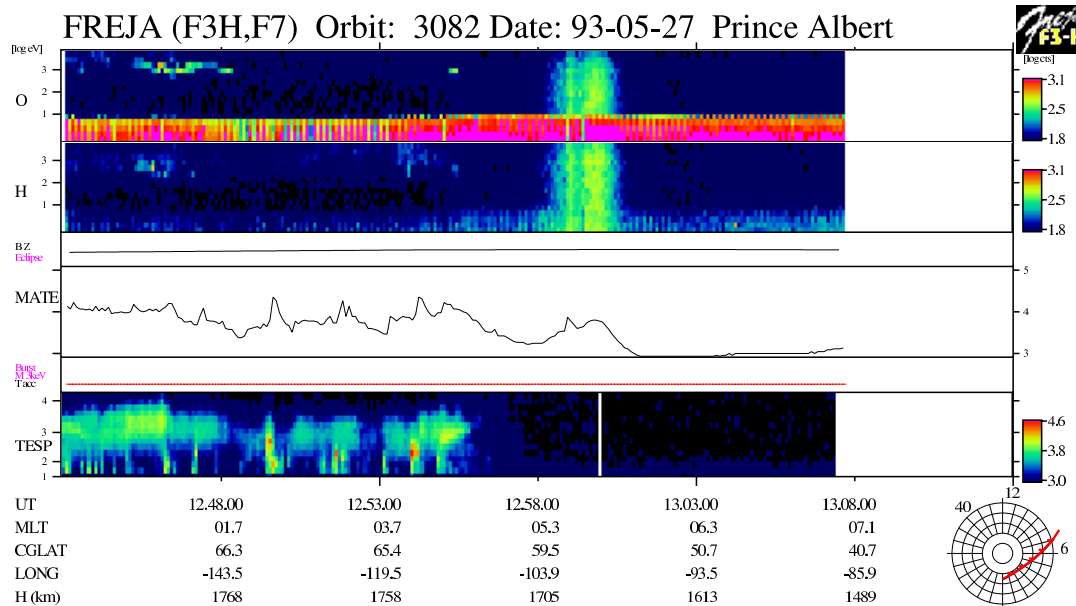 FREJA (F3H,F7) Orbit: 3082 Date: 93-05-27 Prince Albert
F3-H
[log eV]
[log cts]
3
2
1
O
3.1
2.5
1.8
3
2
1
H
3.1
2.5
1.8
BZ
Eclipse
MATE
5
4
3
Burst
Tacc
4
3
2
1
TESP
4.6
3.8
3.0
UT 12.48.00 12.53.00 12.58.00 13.03.00 13.08.00
MLT 01.7 03.7 05.3 06.3 07.1
CGLAT 66.3 65.4 59.5 50.7 40.7
LONG -143.5 -119.5 -103.9 -93.5 -85.9
H (km) 1768 1758 1705 1613 1489
12
40
6